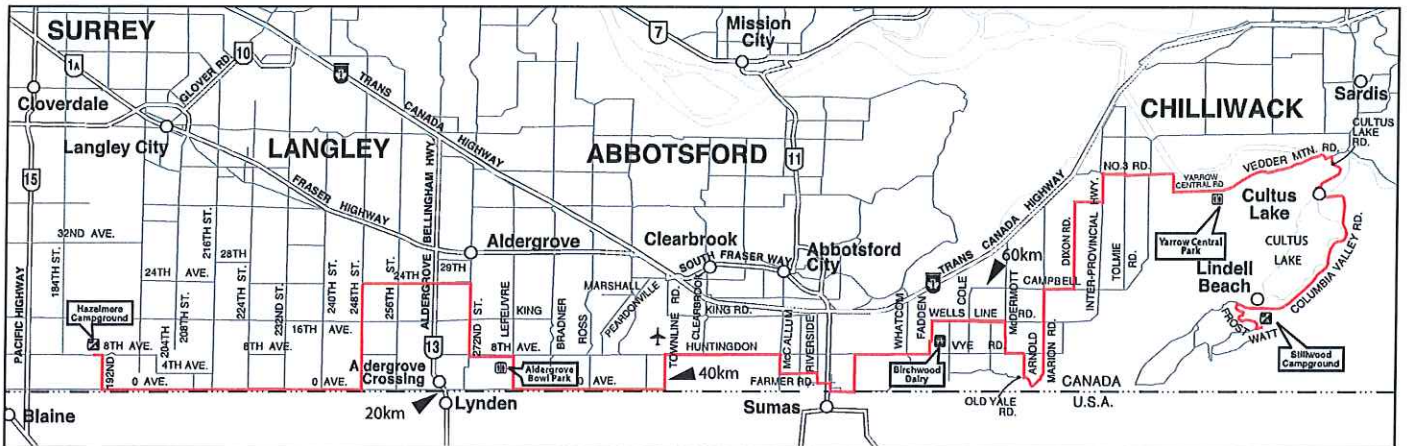 SURREY
1A
10
GLOVER RD.
Cloverdale
Langley City
15
PACIFIC HIGHWAY
LANGLEY
1
TRANS CANADA HIGHWAY
FRASER HIGHWAY
ALDERGROVE BELLINGHAM HWY.
7
Mission City
11
ABBOTSFORD
CHILLIWACK
Sardis
CULTUS LAKE RD.
VEDDER MTN. RD.
NO.3 RD.
YARROW CENTRAL RD
Yarrow Central Park
Cultus Lake
CULTUS LAKE
COLUMBIA VALLEY RD.
Lindell Beach
FROST
WATT
Stillwood Campground
32ND AVE.
28TH
24TH AVE.
24TH
29TH
16TH AVE.
8TH AVE.
8TH AVE.
8TH AVE.
4TH AVE.
0 AVE.
0 AVE.
0 AVE.
194TH ST.
192ND
204TH
208TH ST.
216TH ST.
224TH ST.
232ND ST.
240TH ST.
248TH ST.
256TH ST.
272ND ST.
Hazelmere Campground
13
Aldergrove
Aldergrove Crossing
20km
Lynden
Blaine
LEFEUVRE
KING
BRADNER
ROSS
PEARDONVILLE
MARSHALL
TOWNLINE RD.
CLEARBROOK
KING RD.
HUNTINGDON
Aldergrove Bowl Park
40km
Clearbrook
SOUTH FRASER WAY
Abbotsford City
McCALLUM
RIVERSIDE
FARMER RD.
Sumas
TRANS CANADA HIGHWAY
1
WHATCOM
FADDEN
WELLS LINE
COLE
VYE RD.
McDERMOTT RD.
60km
CAMPBELL
DIXON RD.
INTER-PROVINCIAL HWY.
TOLMIE RD.
ARNOLD
MARION RD.
OLD YALE RD.
Birchwood Dairy
CANADA
U.S.A.